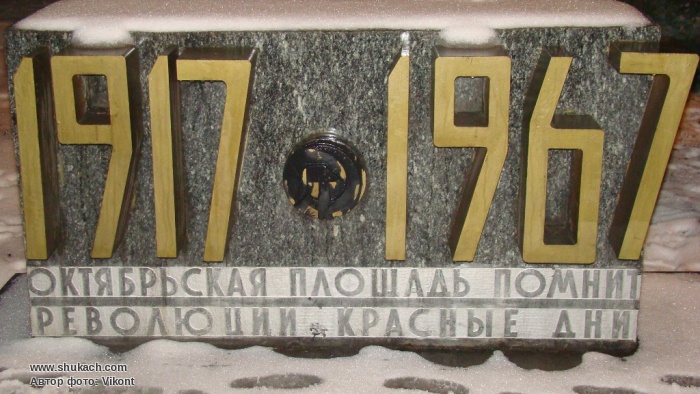 1917 1967
ОКТЯБРЬСКАЯ ПЛОЩАДЬ ПОМНИТ
РЕВОЛЮЦИИ КРАСНЫЕ ДНИ
www.shukach.com
Автор фото: Vikont